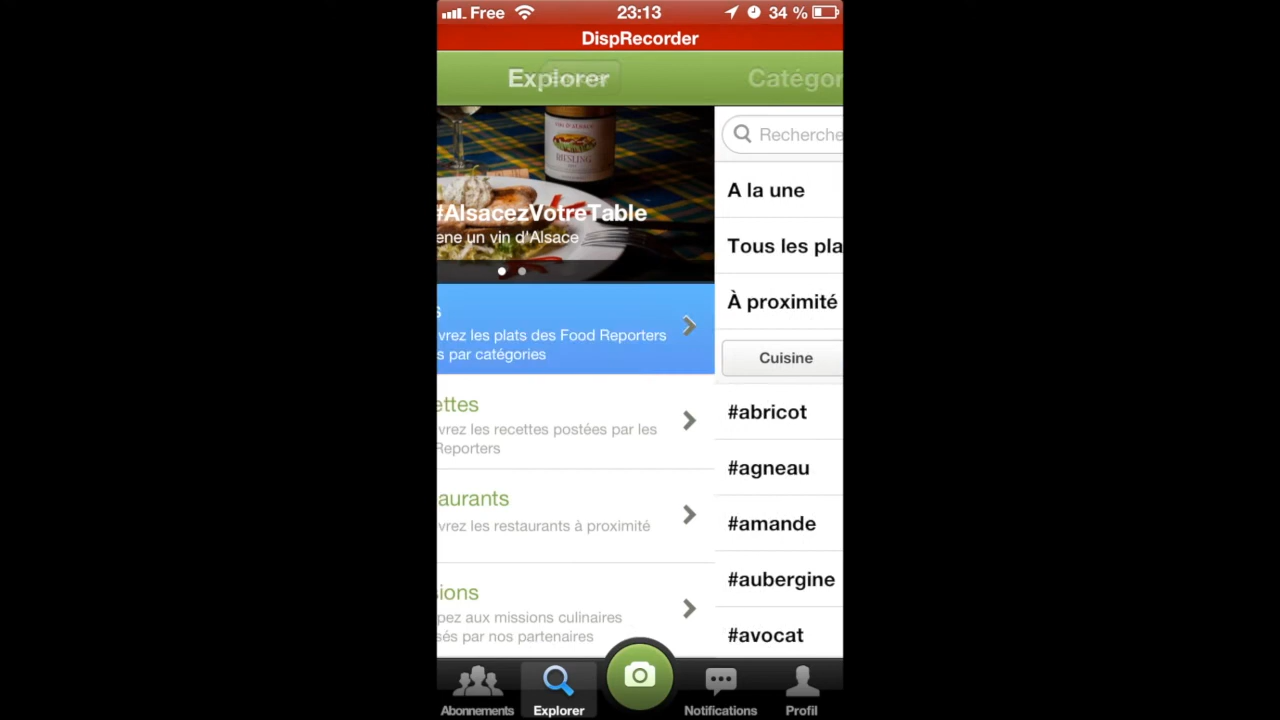 Free
23:13
34 %
DispRecorder
Explorer
Catégor
RIESLING
#AlsacezVotreTable
ene un vin d'Alsace
s
vrez les plats des Food Reporters
s par catégories
ettes
vrez les recettes postées par les
Reporters
aurants
vrez les restaurants à proximité
sions
pez aux missions culinaires
sés par nos partenaires
Recherche
A la une
Tous les pla
À proximité
Cuisine
#abricot
#agneau
#amande
#aubergine
#avocat
Abonnements
Explorer
Notifications
Profil